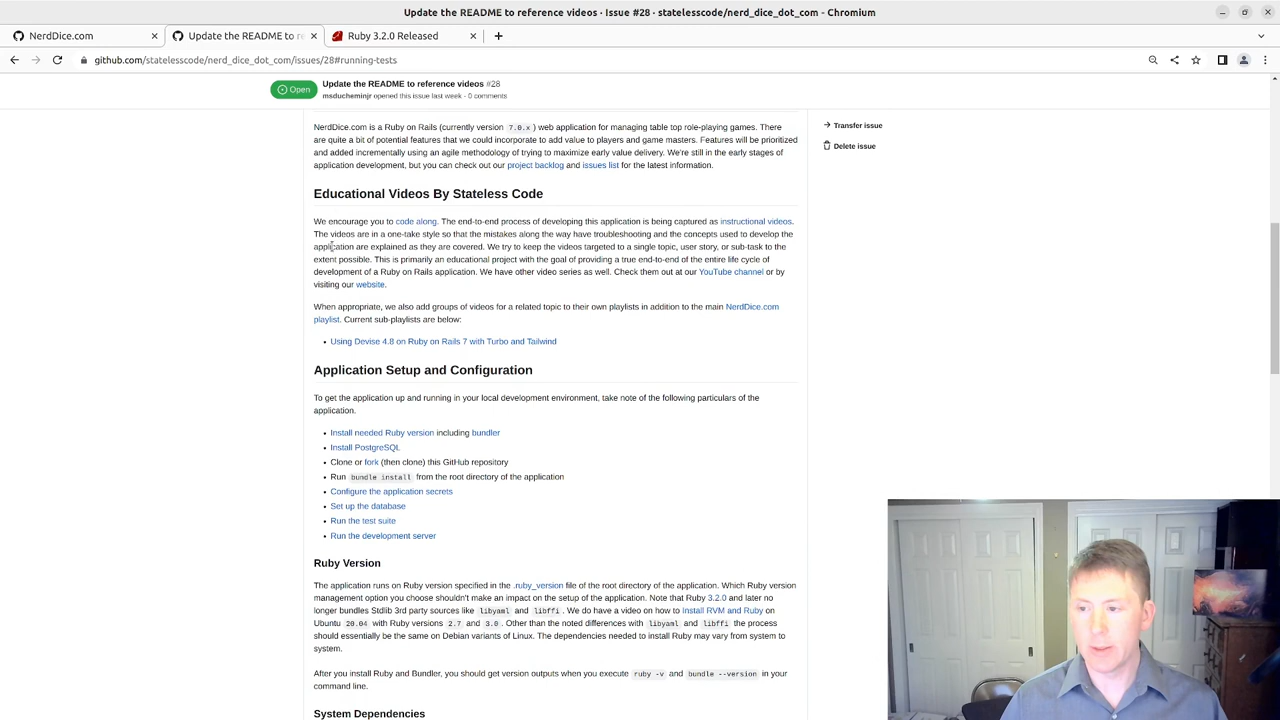 Update the README to reference videos · Issue #28 · statelesscode/nerd_dice_dot_com - Chromium
NerdDice.com
Update the README to re
Ruby 3.2.0 Released
github.com/statelesscode/nerd_dice_dot_com/issues/28#running-tests
Open
Update the README to reference videos #28
msducheminjr opened this issue last week · 0 comments
Transfer issue
Delete issue
NerdDice.com is a Ruby on Rails (currently version 7.0.x ) web application for managing table top role-playing games. There
are quite a bit of potential features that we could incorporate to add value to players and game masters. Features will be prioritized
and added incrementally using an agile methodology of trying to maximize early value delivery. We're still in the early stages of
application development, but you can check out our project backlog and issues list for the latest information.
Educational Videos By Stateless Code
We encourage you to code along. The end-to-end process of developing this application is being captured as instructional videos.
The videos are in a one-take style so that the mistakes along the way have troubleshooting and the concepts used to develop the
application are explained as they are covered. We try to keep the videos targeted to a single topic, user story, or sub-task to the
extent possible. This is primarily an educational project with the goal of providing a true end-to-end of the entire life cycle of
development of a Ruby on Rails application. We have other video series as well. Check them out at our YouTube channel or by
visiting our website.
When appropriate, we also add groups of videos for a related topic to their own playlists in addition to the main NerdDice.com
playlist. Current sub-playlists are below:
• Using Devise 4.8 on Ruby on Rails 7 with Turbo and Tailwind
Application Setup and Configuration
To get the application up and running in your local development environment, take note of the following particulars of the
application.
• Install needed Ruby version including bundler
• Install PostgreSQL
• Clone or fork (then clone) this GitHub repository
• Run bundle install from the root directory of the application
• Configure the application secrets
• Set up the database
• Run the test suite
• Run the development server
Ruby Version
The application runs on Ruby version specified in the .ruby_version file of the root directory of the application. Which Ruby version
management option you choose shouldn't make an impact on the setup of the application. Note that Ruby 3.2.0 and later no
longer bundles Stdlib 3rd party sources like libyaml and libffi . We do have a video on how to Install RVM and Ruby on
Ubuntu 20.04 with Ruby versions 2.7 and 3.0 . Other than the noted differences with libyaml and libffi the process
should essentially be the same on Debian variants of Linux. The dependencies needed to install Ruby may vary from system to
system.
After you install Ruby and Bundler, you should get version outputs when you execute ruby -v and bundle --version in your
command line.
System Dependencies